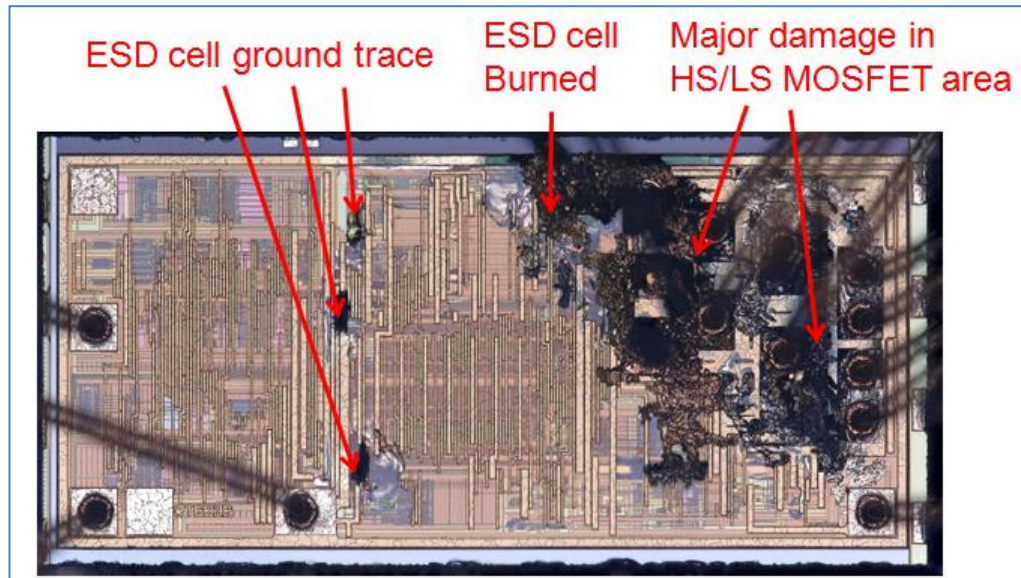 ESD cell ground trace
ESD cell
Burned
Major damage in
HS/LS MOSFET area